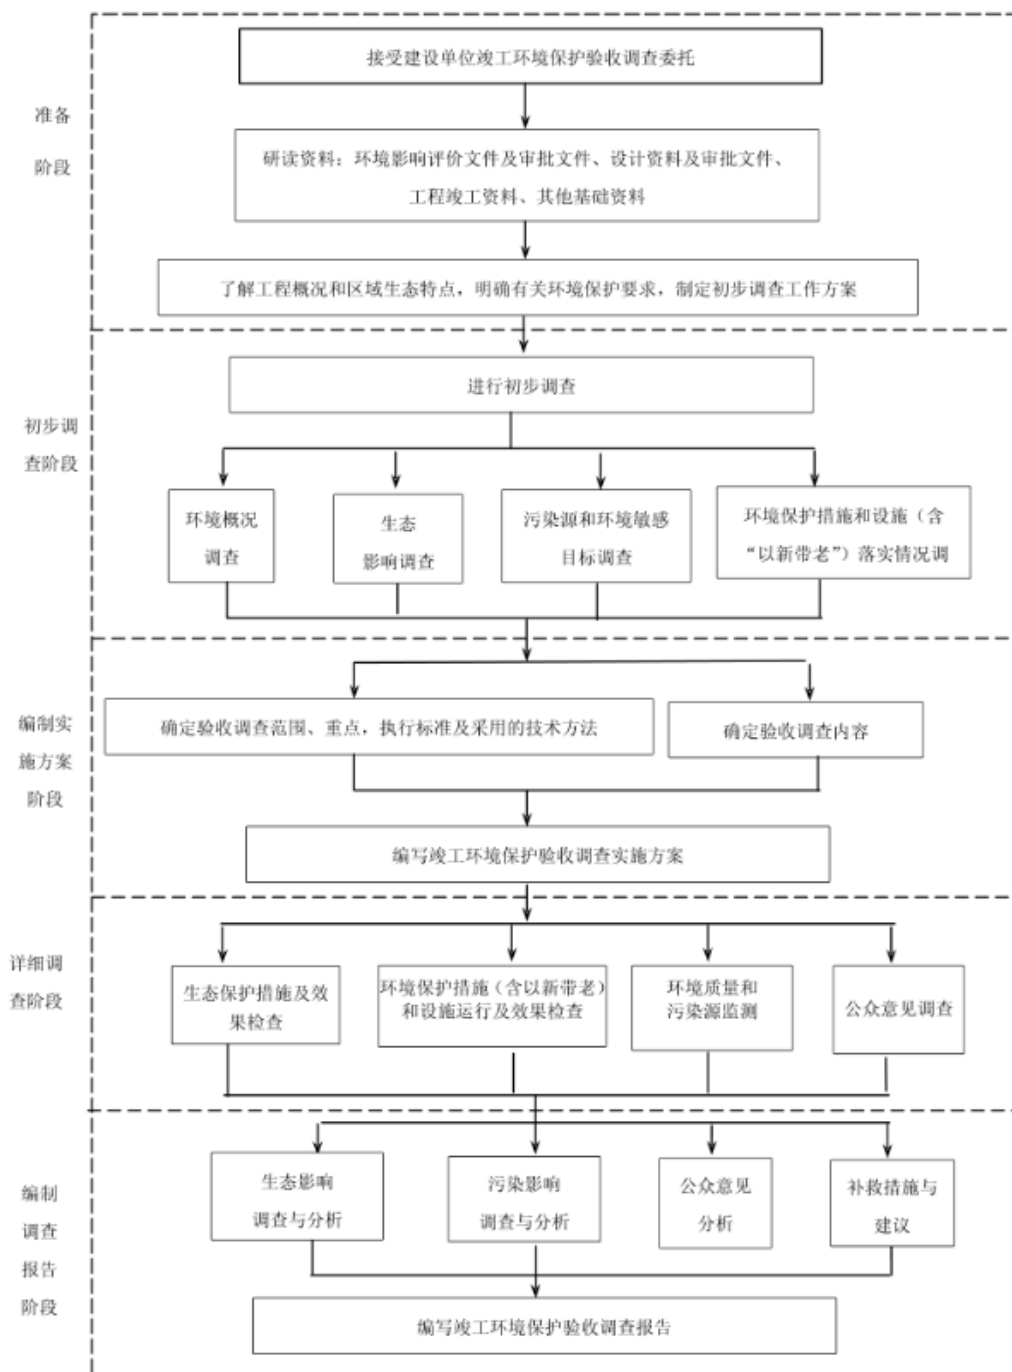 接受建设单位竣工环境保护验收调查委托
准备
阶段
研读资料：环境影响评价文件及审批文件、设计资料及审批文件、
工程竣工资料、其他基础资料
了解工程概况和区域生态特点，明确有关环境保护要求，制定初步调查工作方案
进行初步调查
初步调
查阶段
环境概况
调查
生态
影响调查
污染源和环境敏感
目标调查
环境保护措施和设施（含
“以新带老”）落实情况调
编制实
施方案
阶段
确定验收调查范围、重点，执行标准及采用的技术方法
确定验收调查内容
编写竣工环境保护验收调查实施方案
详细调
查阶段
生态保护措施及效
果检查
环境保护措施（含以新带老）
和设施运行及效果检查
环境质量和
污染源监测
公众意见调查
编制
调查
报告
阶段
生态影响
调查与分析
污染影响
调查与分析
公众意见
分析
补救措施与
建议
编写竣工环境保护验收调查报告